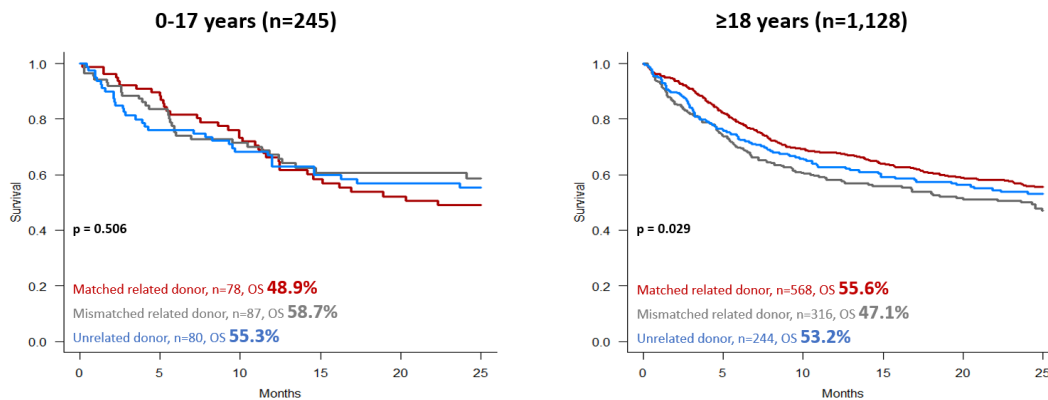 0-17 years (n=245)
1.0
0.8
0.6
0.4
0.2
0.0
Survival
p = 0.506
Matched related donor, n=78, OS 48.9%
Mismatched related donor, n=87, OS 58.7%
Unrelated donor, n=80, OS 55.3%
0 5 10 15 20 25
Months
≥18 years (n=1,128)
1.0
0.8
0.6
0.4
0.2
0.0
Survival
p = 0.029
Matched related donor, n=568, OS 55.6%
Mismatched related donor, n=316, OS 47.1%
Unrelated donor, n=244, OS 53.2%
0 5 10 15 20 25
Months